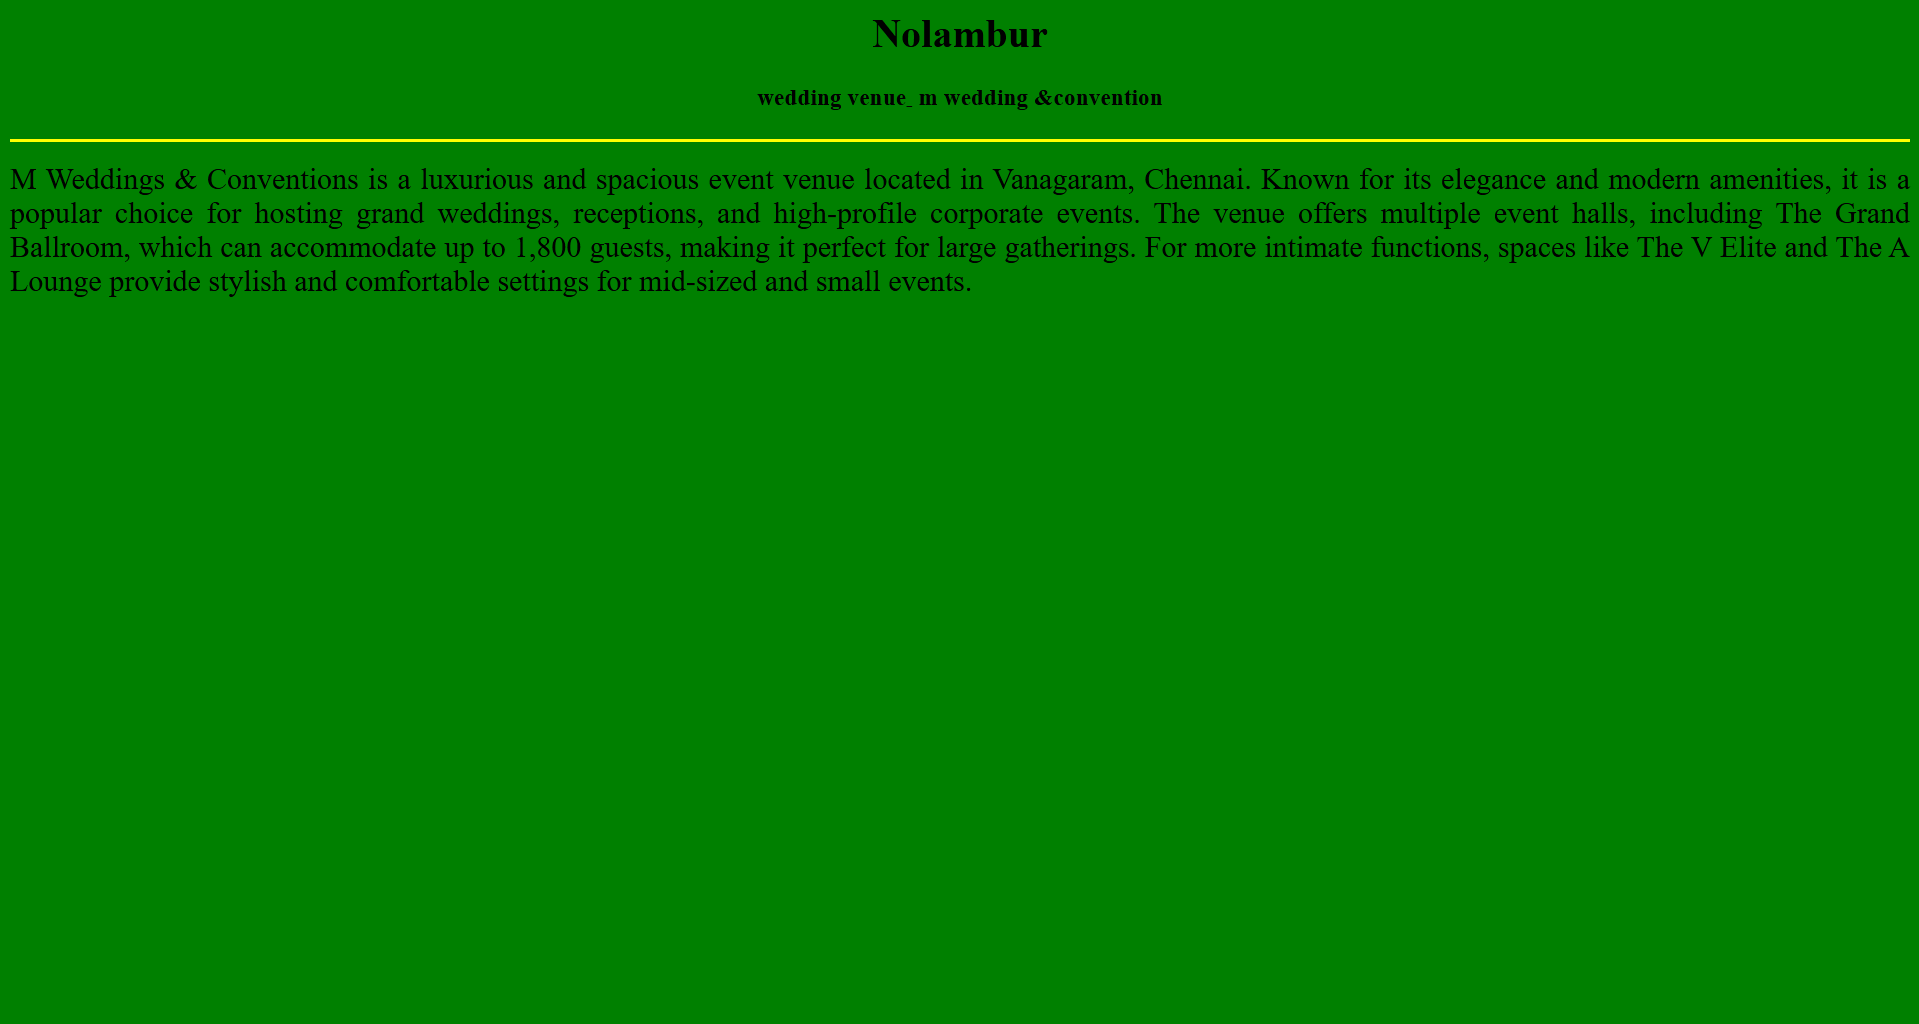 Nolambur
wedding venue_ m wedding &convention
M Weddings & Conventions is a luxurious and spacious event venue located in Vanagaram, Chennai. Known for its elegance and modern amenities, it is a
popular choice for hosting grand weddings, receptions, and high-profile corporate events. The venue offers multiple event halls, including The Grand
Ballroom, which can accommodate up to 1,800 guests, making it perfect for large gatherings. For more intimate functions, spaces like The V Elite and The A
Lounge provide stylish and comfortable settings for mid-sized and small events.